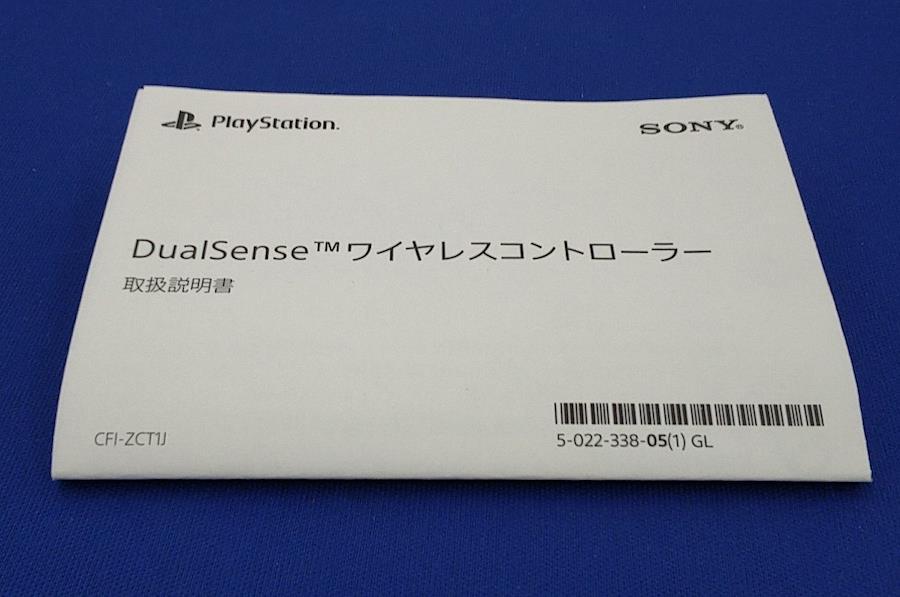 PlayStation.
SONY®
DualSense™ワイヤレスコントローラー
取扱説明書
CFI-ZCT1J
5-022-338-05(1) GL